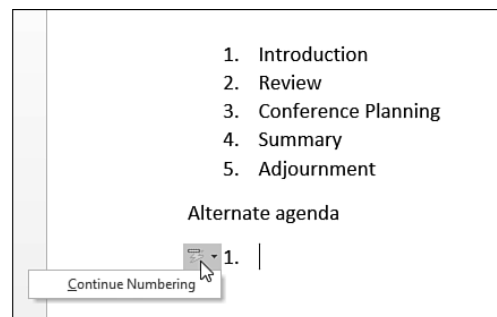 1. Introduction
2. Review
3. Conference Planning
4. Summary
5. Adjournment
Alternate agenda
1.
Continue Numbering